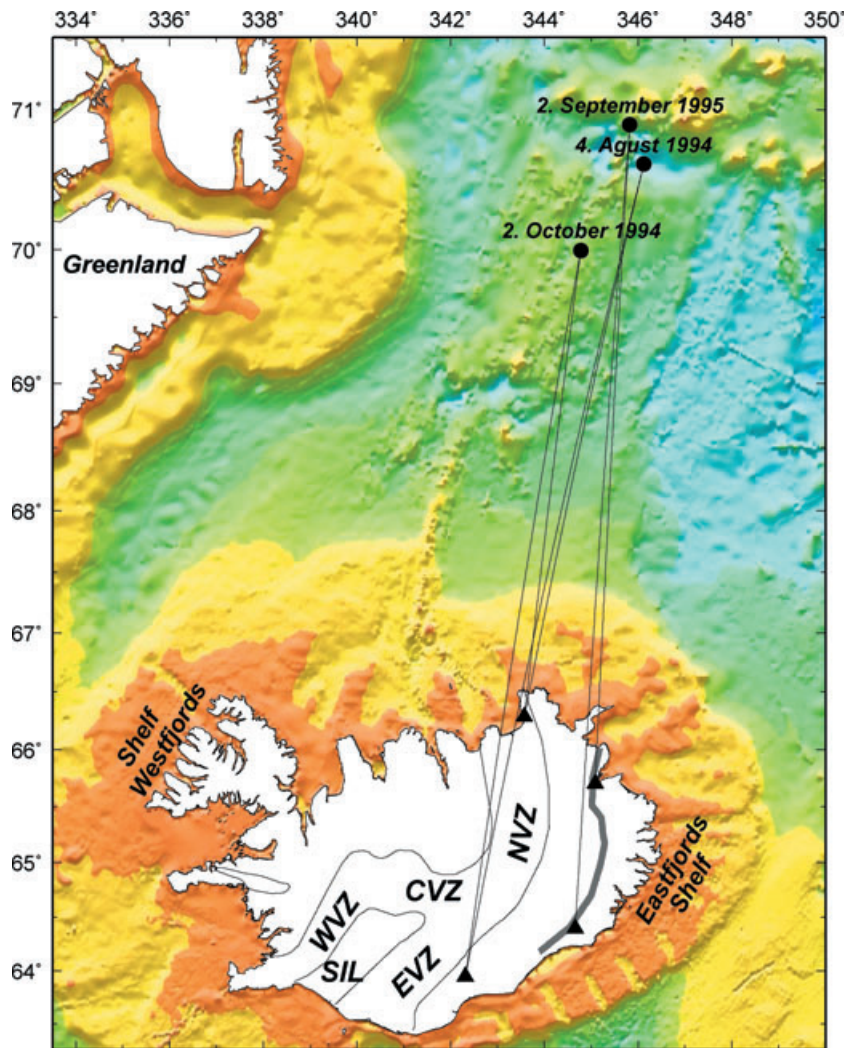 334° 336° 338° 340° 342° 344° 346° 348° 350°
71°
2. September 1995
4. Agust 1994
70°
2. October 1994
Greenland
69°
68°
67°
Shelf
Westfjords
66°
65°
NVZ
CVZ
WVZ
Eastfjords
Shelf
64°
SIL
EVZ